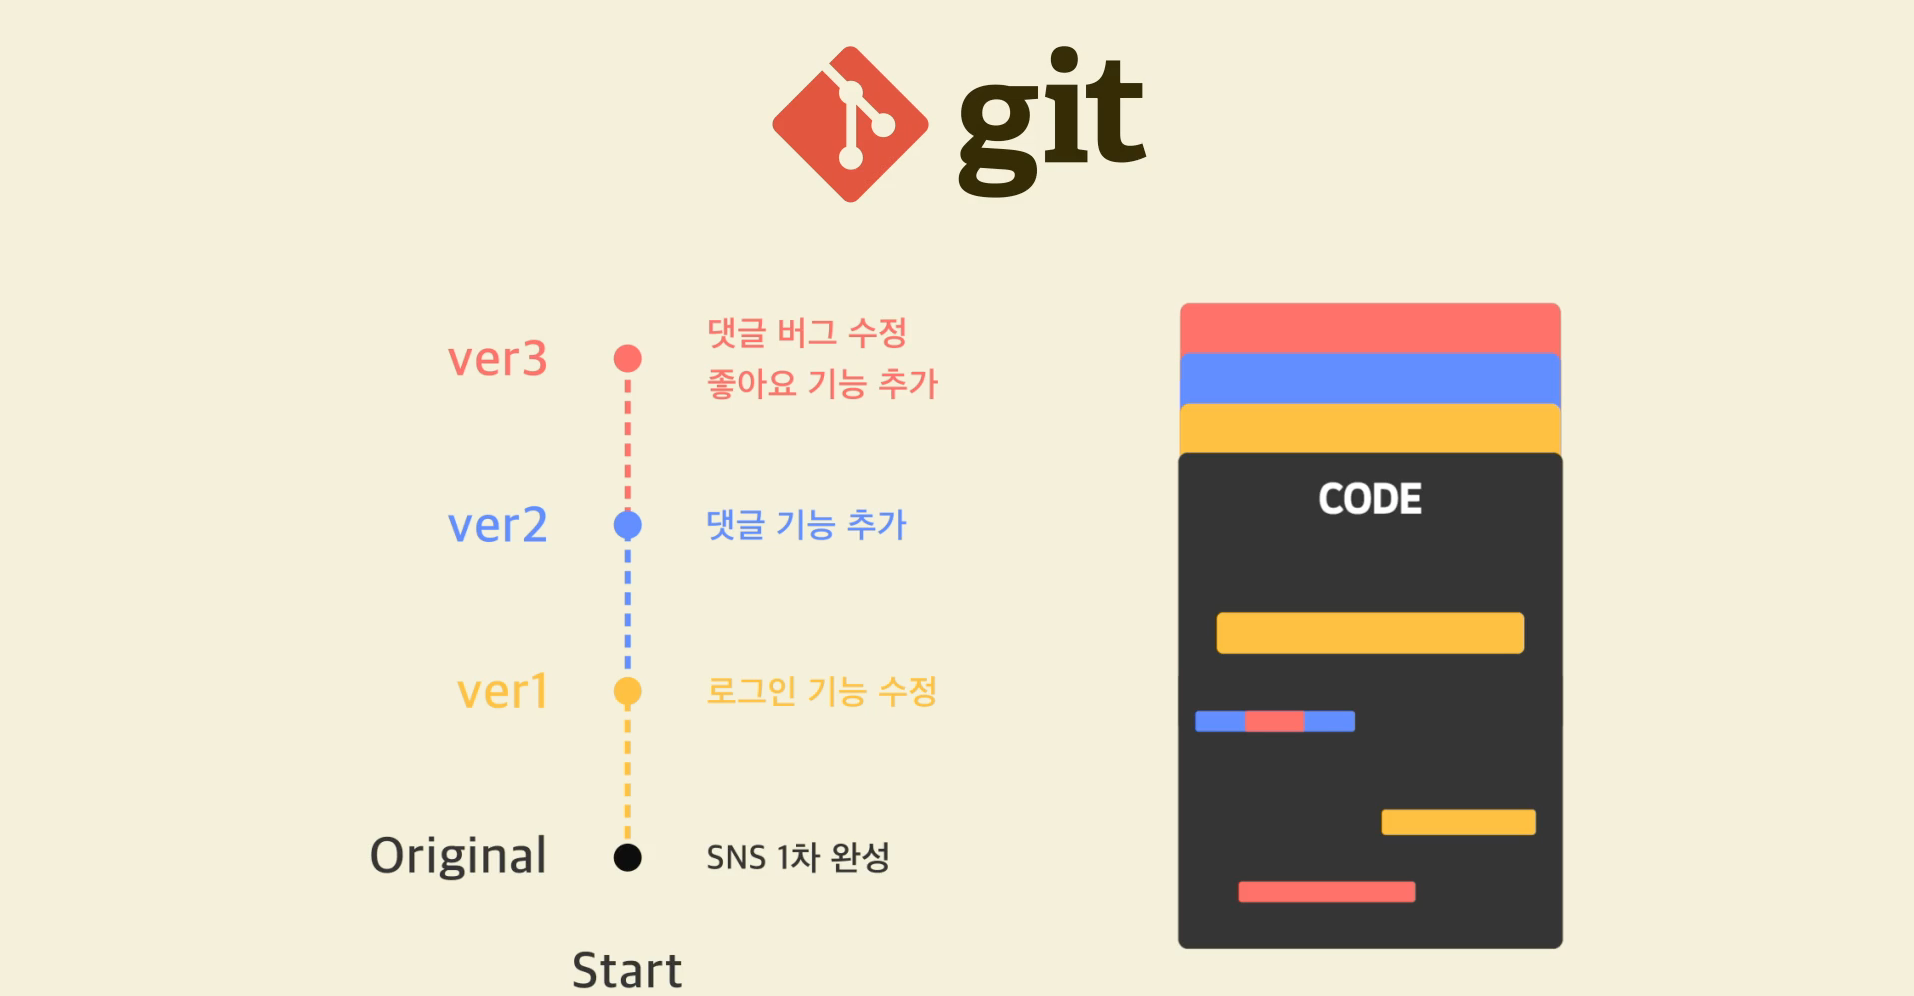 git
ver3
댓글 버그 수정
좋아요 기능 추가
ver2
댓글 기능 추가
ver1
로그인 기능 수정
Original
SNS 1차 완성
Start
CODE